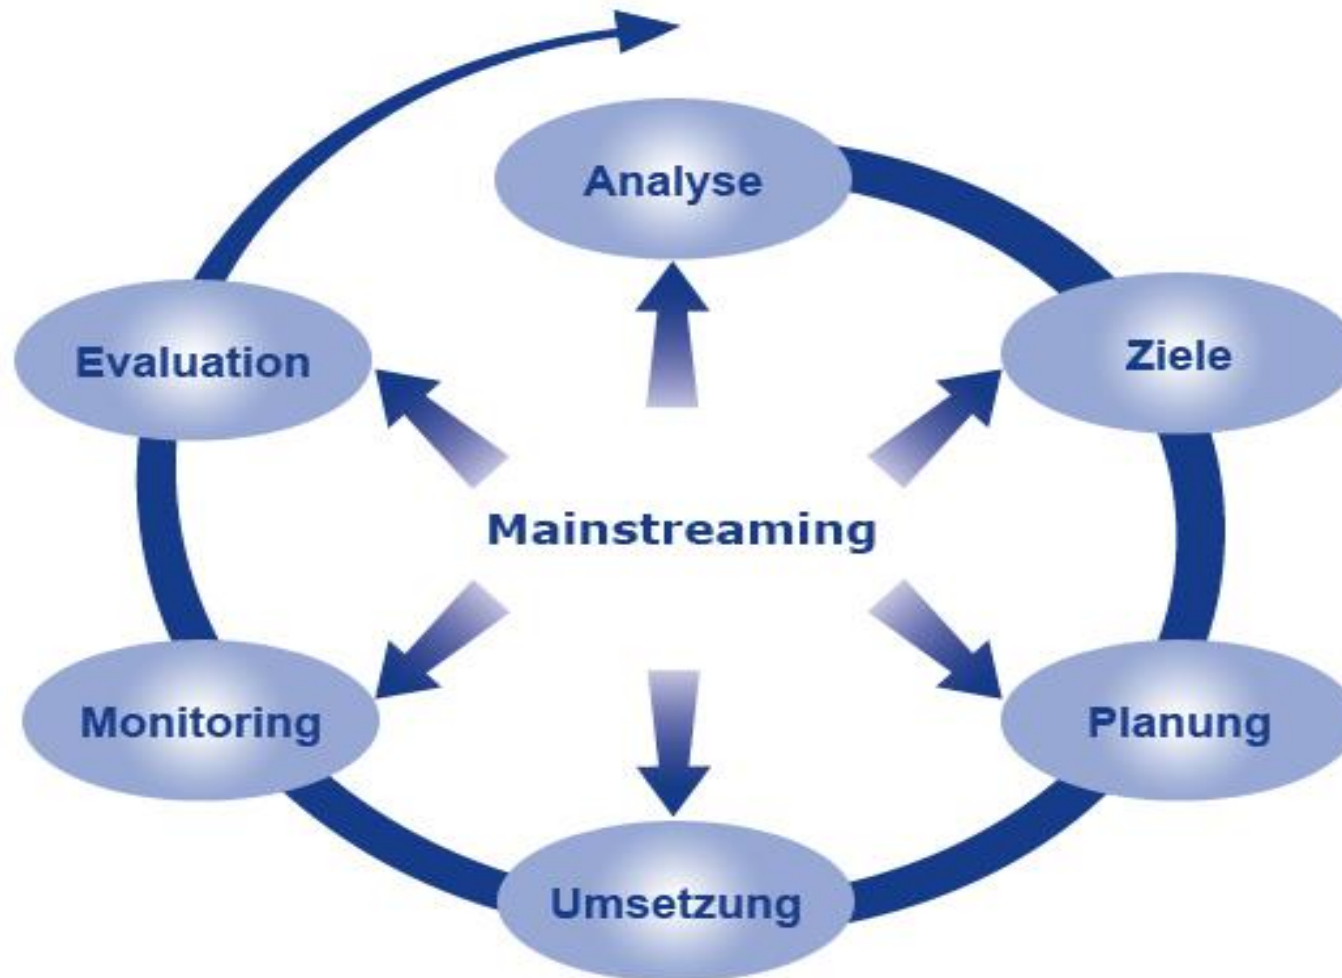 Analyse
Ziele
Planung
Umsetzung
Monitoring
Evaluation
Mainstreaming